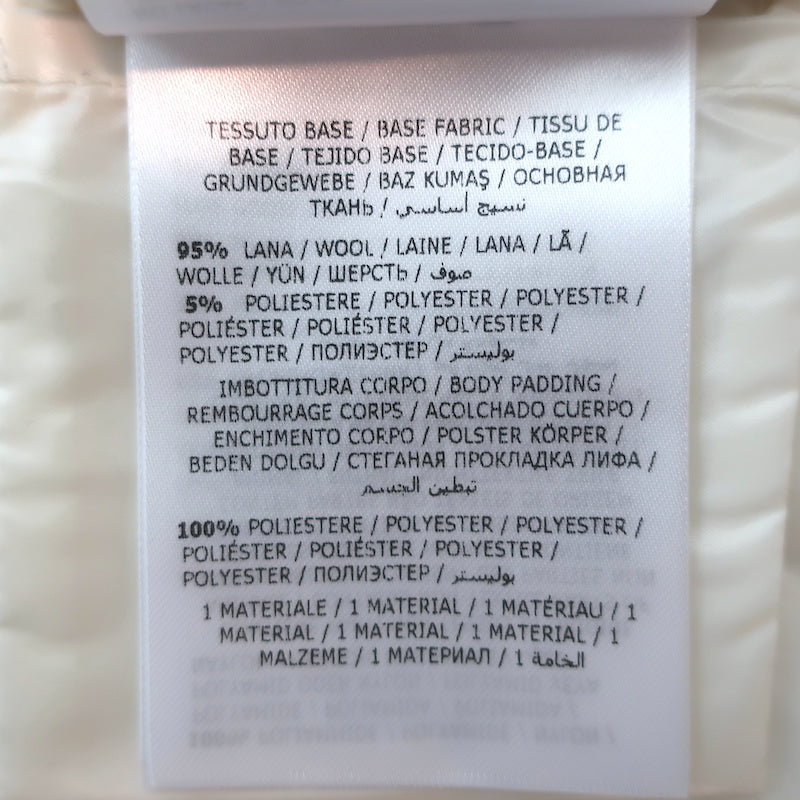 TESSUTO BASE / BASE FABRIC / TISSU DE
BASE / TEJIDO BASE / TECIDO-BASE /
GRUNDGEWEBE / BAZ KUMAŞ / ОСНОВНАЯ
ТКАНЬ / نسيج أساسي
95% LANA / WOOL / LAINE / LANA / LÃ /
WOLLE / YÜN / ШЕРСТЬ / صوف
5% POLIESTERE / POLYESTER / POLYESTER /
POLIÉSTER / POLIÉSTER / POLYESTER /
POLYESTER / ПОЛИЭСТЕР / بوليستر
IMBOTTITURA CORPO / BODY PADDING /
REMBOURRAGE CORPS / ACOLCHADO CUERPO /
ENCHIMENTO CORPO / POLSTER KÖRPER /
BEDEN DOLGU / СТЕГАНАЯ ПРОКЛАДКА ЛИФА /
تبطين الجسم
100% POLIESTERE / POLYESTER / POLYESTER /
POLIÉSTER / POLIÉSTER / POLYESTER /
POLYESTER / ПОЛИЭСТЕР / بوليستر
1 MATERIALE / 1 MATERIAL / 1 MATÉRIAU / 1
MATERIAL / 1 MATERIAL / 1 MATERIAL / 1
MALZEME / 1 МАТЕРИАЛ / 1 الخامة